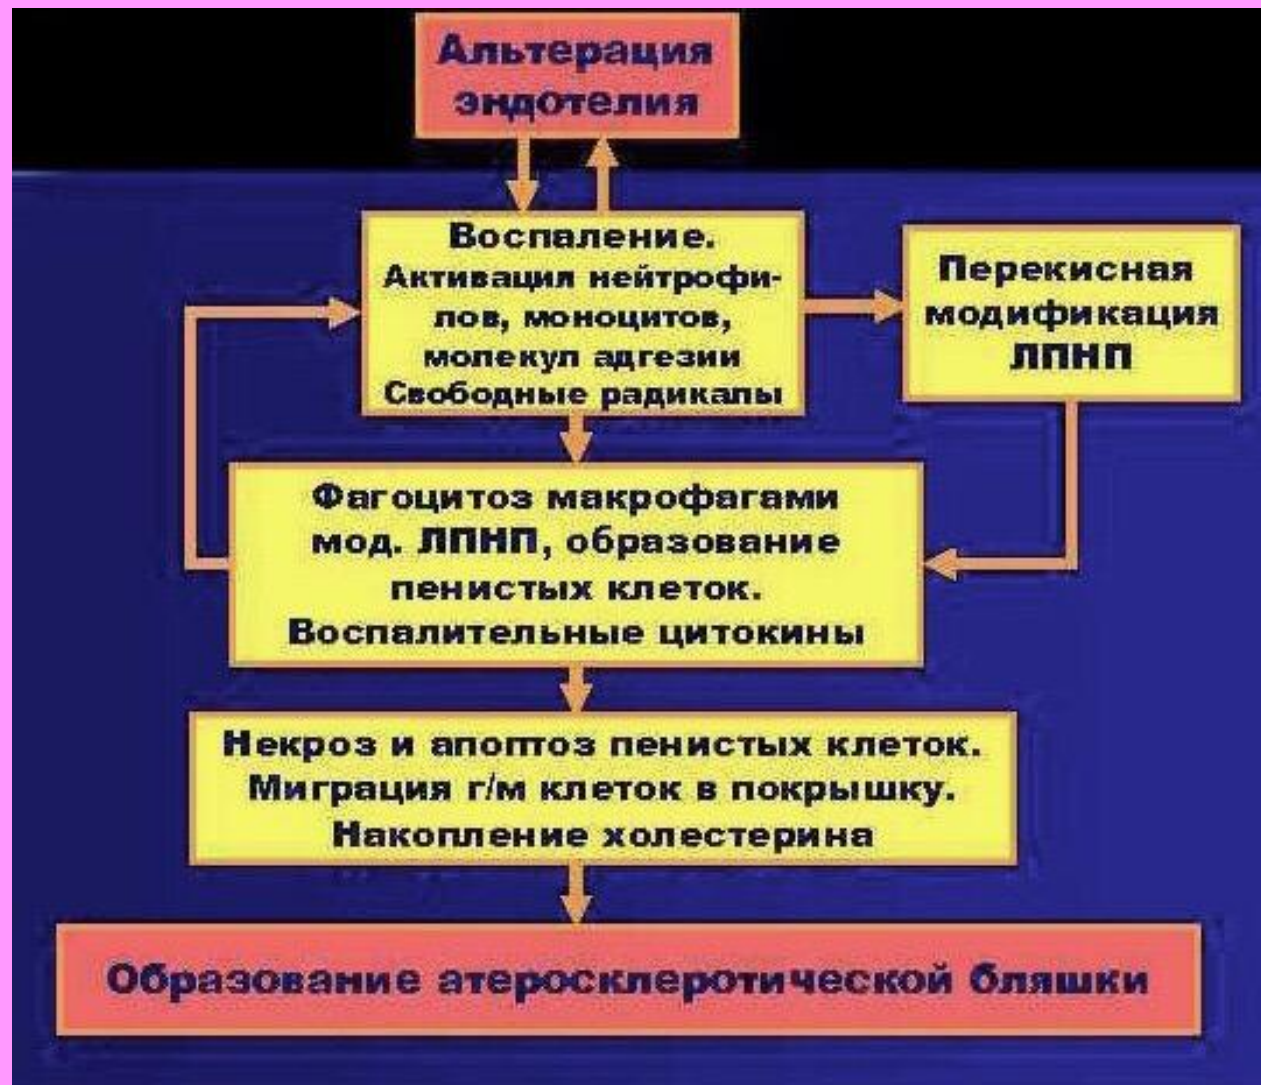 Альтерация
эндотелия
Воспаление.
Активация нейтрофи-
лов, моноцитов,
молекул адгезии
Свободные радикалы
Перекисная
модификация
ЛПНП
Фагоцитоз макрофагами
мод. ЛПНП, образование
пенистых клеток.
Воспалительные цитокины
Некроз и апоптоз пенистых клеток.
Миграция г/м клеток в покрышку.
Накопление холестерина
Образование атеросклеротической бляшки